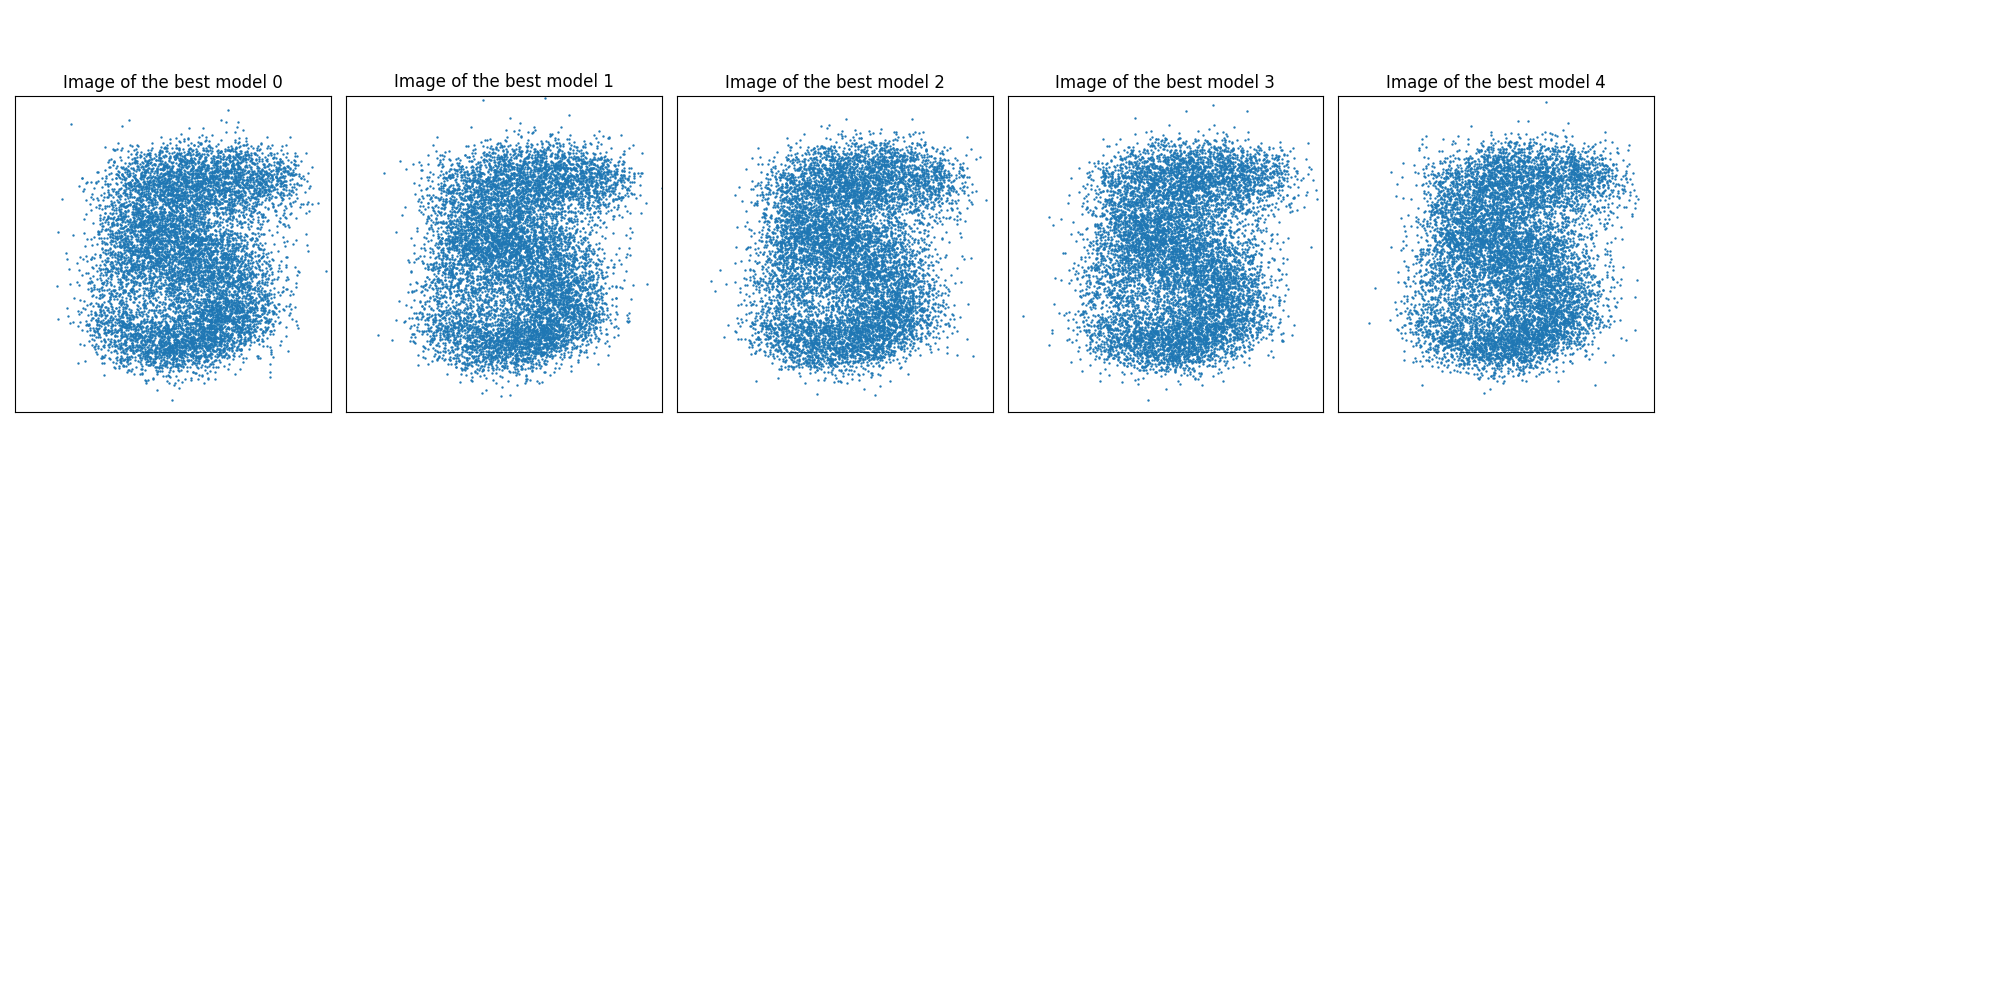 Image of the best model 0
Image of the best model 1
Image of the best model 2
Image of the best model 3
Image of the best model 4